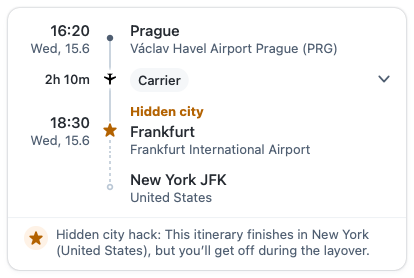 16:20 Prague
Wed, 15.6 Václav Havel Airport Prague (PRG)
2h 10m Carrier
Hidden city
18:30 Frankfurt
Wed, 15.6 Frankfurt International Airport
New York JFK
United States
Hidden city hack: This itinerary finishes in New York
(United States), but you’ll get off during the layover.